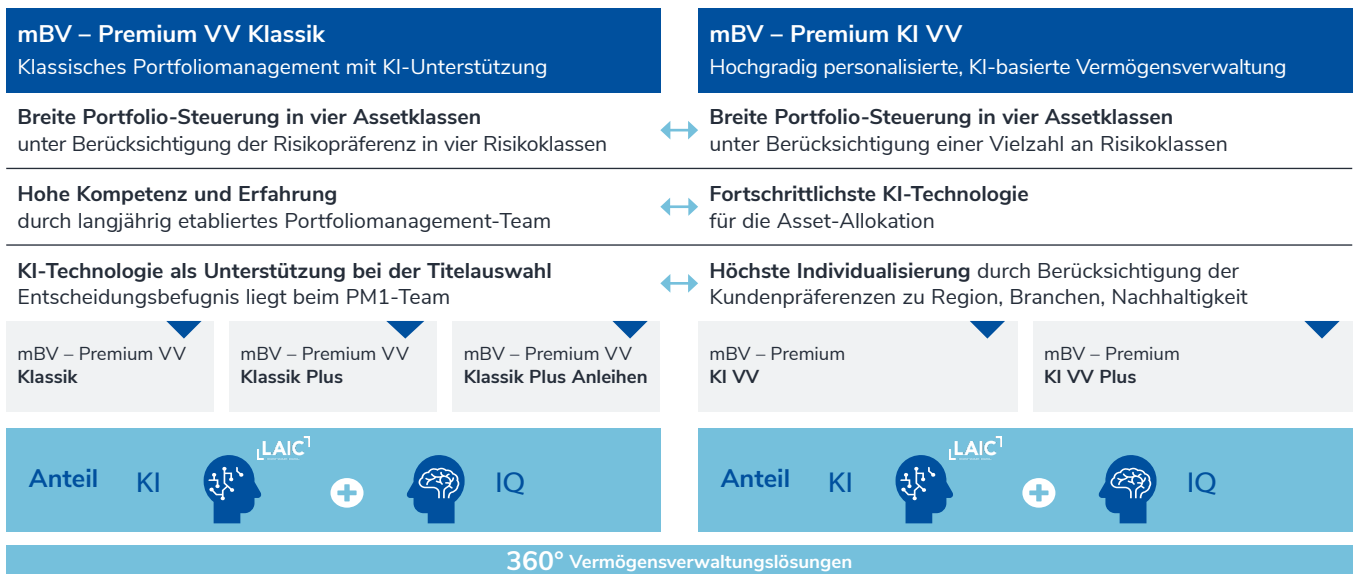 mBV – Premium VV Klassik
Klassisches Portfoliomanagement mit KI-Unterstützung
Breite Portfolio-Steuerung in vier Assetklassen
unter Berücksichtigung der Risikopräferenz in vier Risikoklassen
Hohe Kompetenz und Erfahrung
durch langjährig etabliertes Portfoliomanagement-Team
KI-Technologie als Unterstützung bei der Titelauswahl
Entscheidungsbefugnis liegt beim PM1-Team
mBV – Premium VV
Klassik
mBV – Premium VV
Klassik Plus
mBV – Premium VV
Klassik Plus Anleihen
Anteil KI LAIC IQ
mBV – Premium KI VV
Hochgradig personalisierte, KI-basierte Vermögensverwaltung
Breite Portfolio-Steuerung in vier Assetklassen
unter Berücksichtigung einer Vielzahl an Risikoklassen
Fortschrittlichste KI-Technologie
für die Asset-Allokation
Höchste Individualisierung durch Berücksichtigung der
Kundenpräferenzen zu Region, Branchen, Nachhaltigkeit
mBV – Premium
KI VV
mBV – Premium
KI VV Plus
Anteil KI LAIC IQ
360° Vermögensverwaltungslösungen